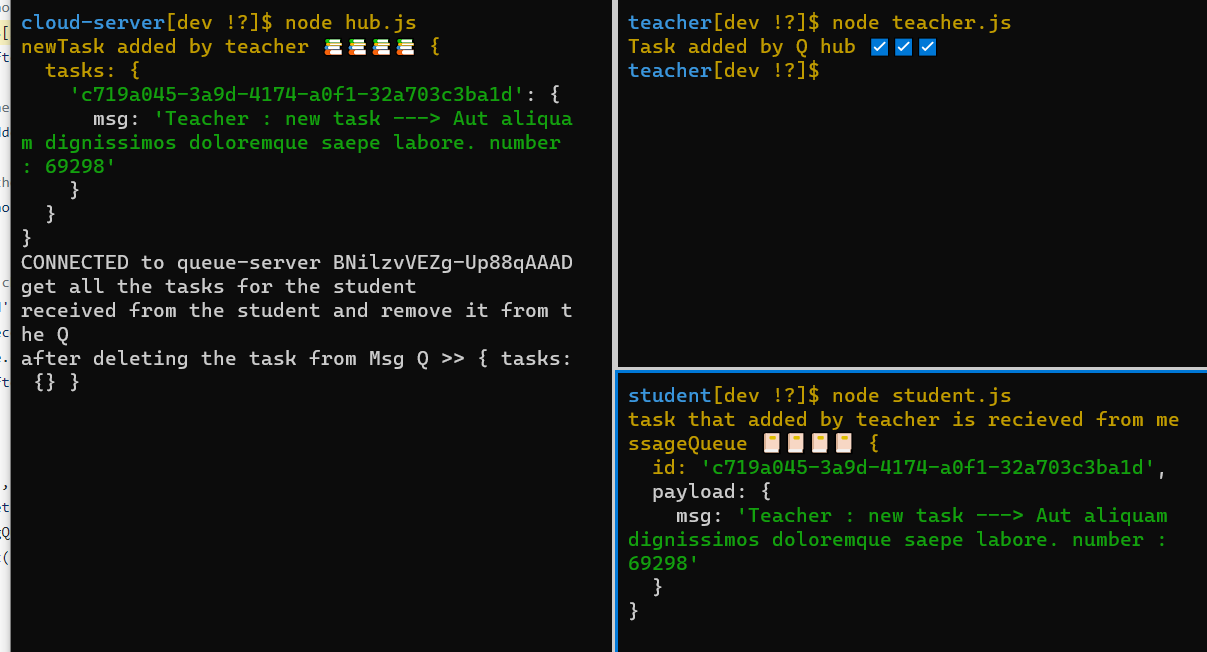 cloud-server[dev !?]$ node hub.js
newTask added by teacher 📚📚📚📚 {
  tasks: {
    'c719a045-3a9d-4174-a0f1-32a703c3ba1d': {
      msg: 'Teacher : new task ---> Aut aliqua
m dignissimos doloremque saepe labore. number
: 69298'
    }
  }
}
CONNECTED to queue-server BNilzvVEZg-Up88qAAAD
get all the tasks for the student
received from the student and remove it from t
he Q
after deleting the task from Msg Q >> { tasks:
 {} }
teacher[dev !?]$ node teacher.js
Task added by Q hub ☑☑☑
teacher[dev !?]$
student[dev !?]$ node student.js
task that added by teacher is recieved from me
ssageQueue 📔📔📔📔 {
  id: 'c719a045-3a9d-4174-a0f1-32a703c3ba1d',
  payload: {
    msg: 'Teacher : new task ---> Aut aliquam
dignissimos doloremque saepe labore. number :
69298'
  }
}